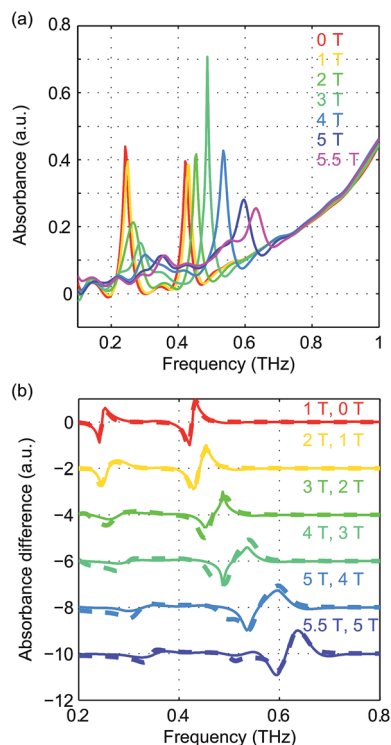 (a)
0.8
0.6
0.4
0.2
0
Absorbance (a.u.)
0 T
1 T
2 T
3 T
4 T
5 T
5.5 T
0.2 0.4 0.6 0.8 1
Frequency (THz)
(b)
0
−2
−4
−6
−8
−10
−12
Absorbance difference (a.u.)
1 T, 0 T
2 T, 1 T
3 T, 2 T
4 T, 3 T
5 T, 4 T
5.5 T, 5 T
0.2 0.4 0.6 0.8
Frequency (THz)